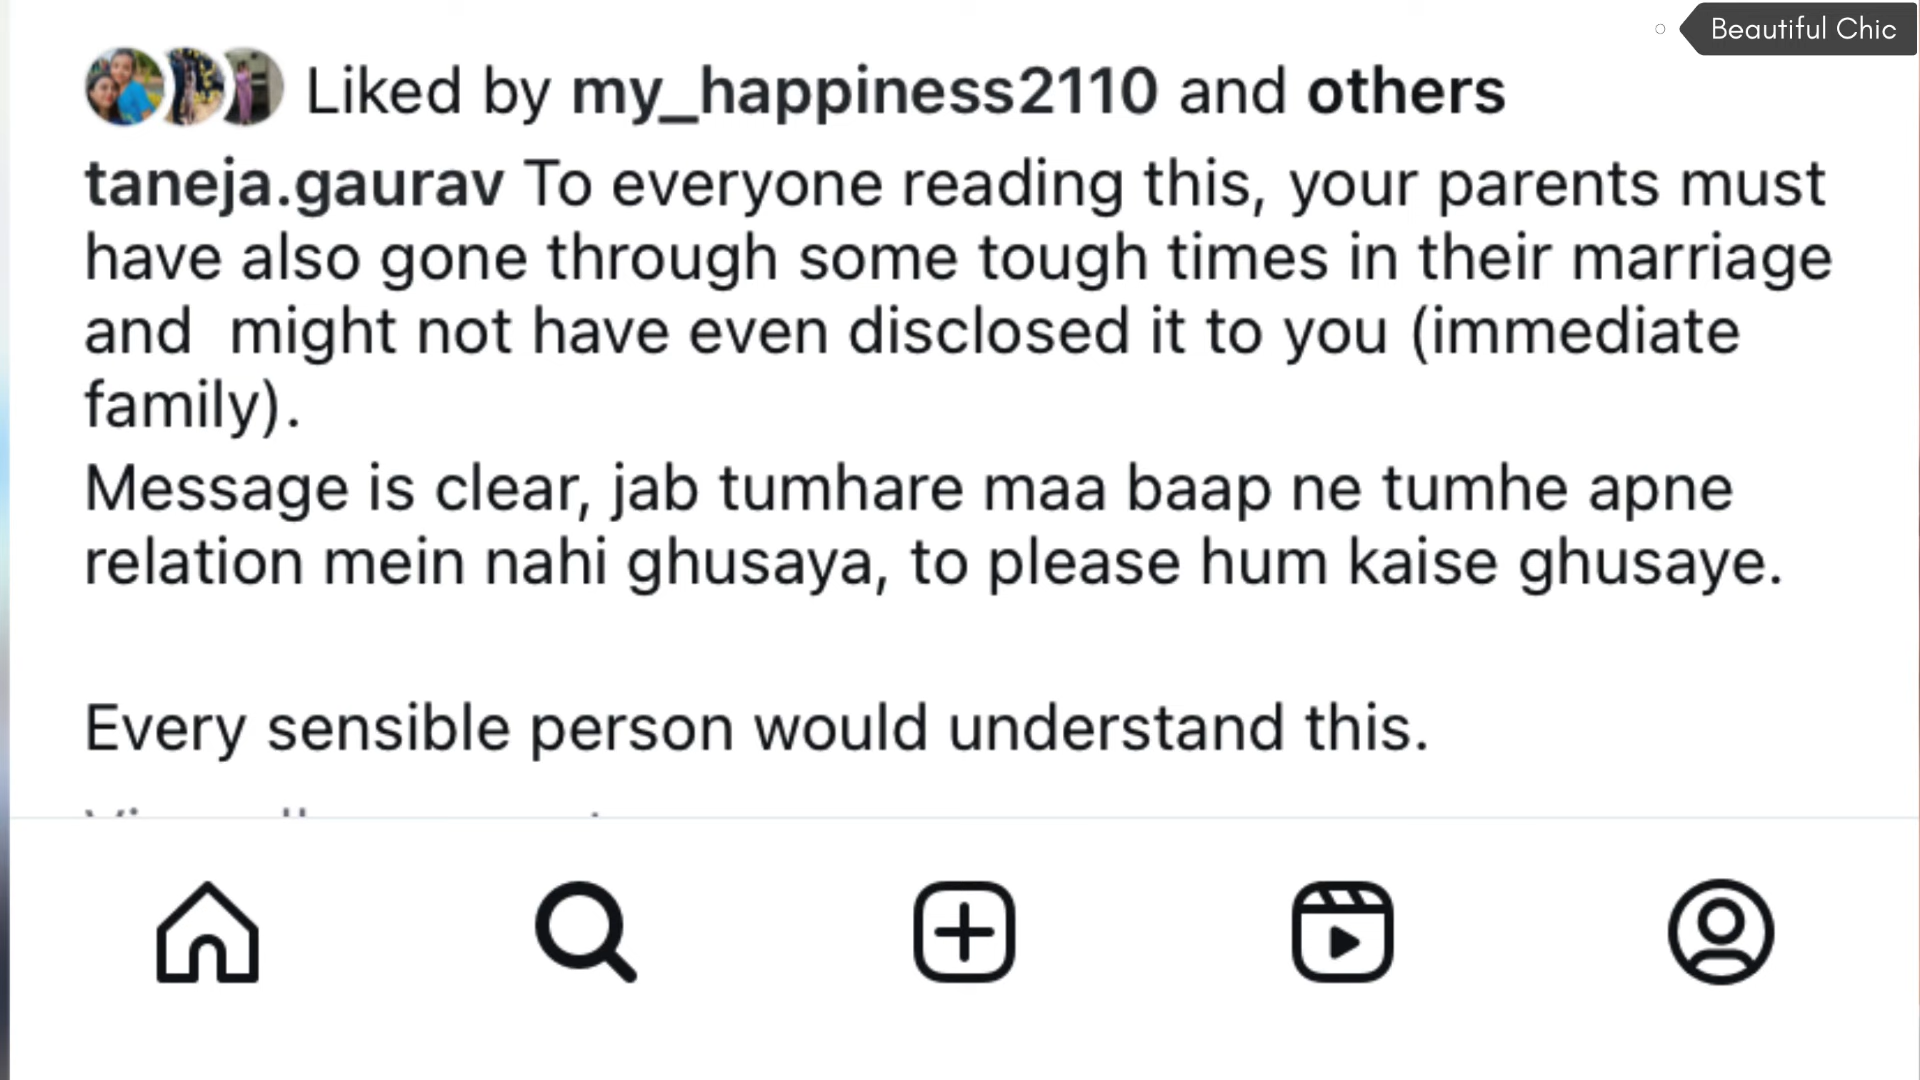 Beautiful Chic
Liked by my_happiness2110 and others
taneja.gaurav To everyone reading this, your parents must
have also gone through some tough times in their marriage
and  might not have even disclosed it to you (immediate
family).
Message is clear, jab tumhare maa baap ne tumhe apne
relation mein nahi ghusaya, to please hum kaise ghusaye.
Every sensible person would understand this.